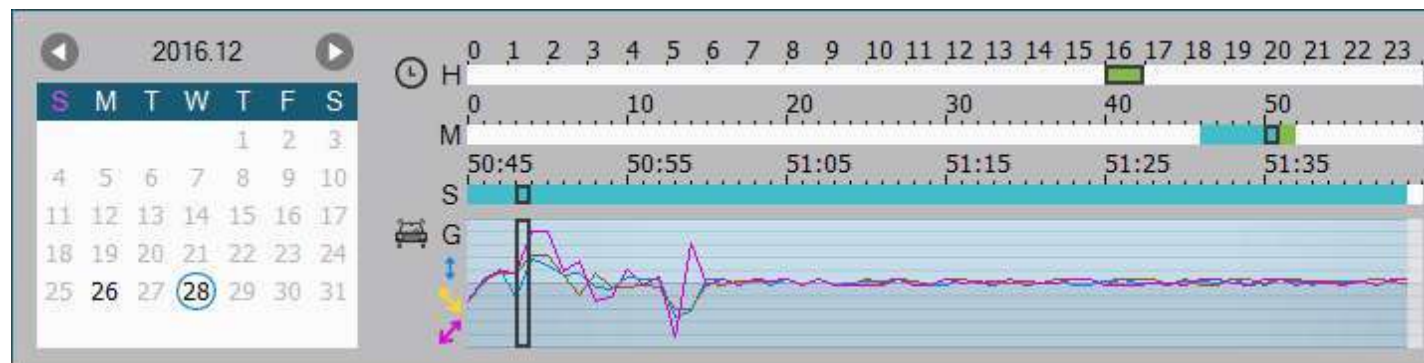 2016.12
S M T W T F S
1 2 3
4 5 6 7 8 9 10
11 12 13 14 15 16 17
18 19 20 21 22 23 24
25 26 27 28 29 30 31
0 1 2 3 4 5 6 7 8 9 10 11 12 13 14 15 16 17 18 19 20 21 22 23
H
0 10 20 30 40 50
M
50:45 50:55 51:05 51:15 51:25 51:35
S
G